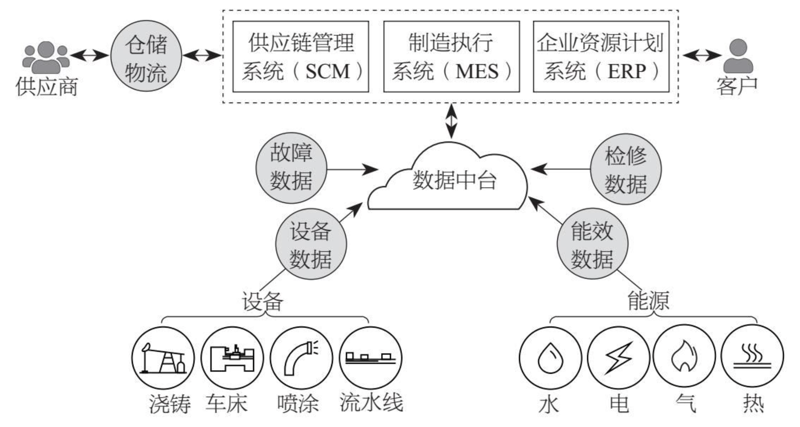 供应商
仓储
物流
供应链管理
系统（SCM）
制造执行
系统（MES）
企业资源计划
系统（ERP）
客户
故障
数据
数据中台
检修
数据
设备
数据
能效
数据
设备
能源
浇铸
车床
喷涂
流水线
水
电
气
热